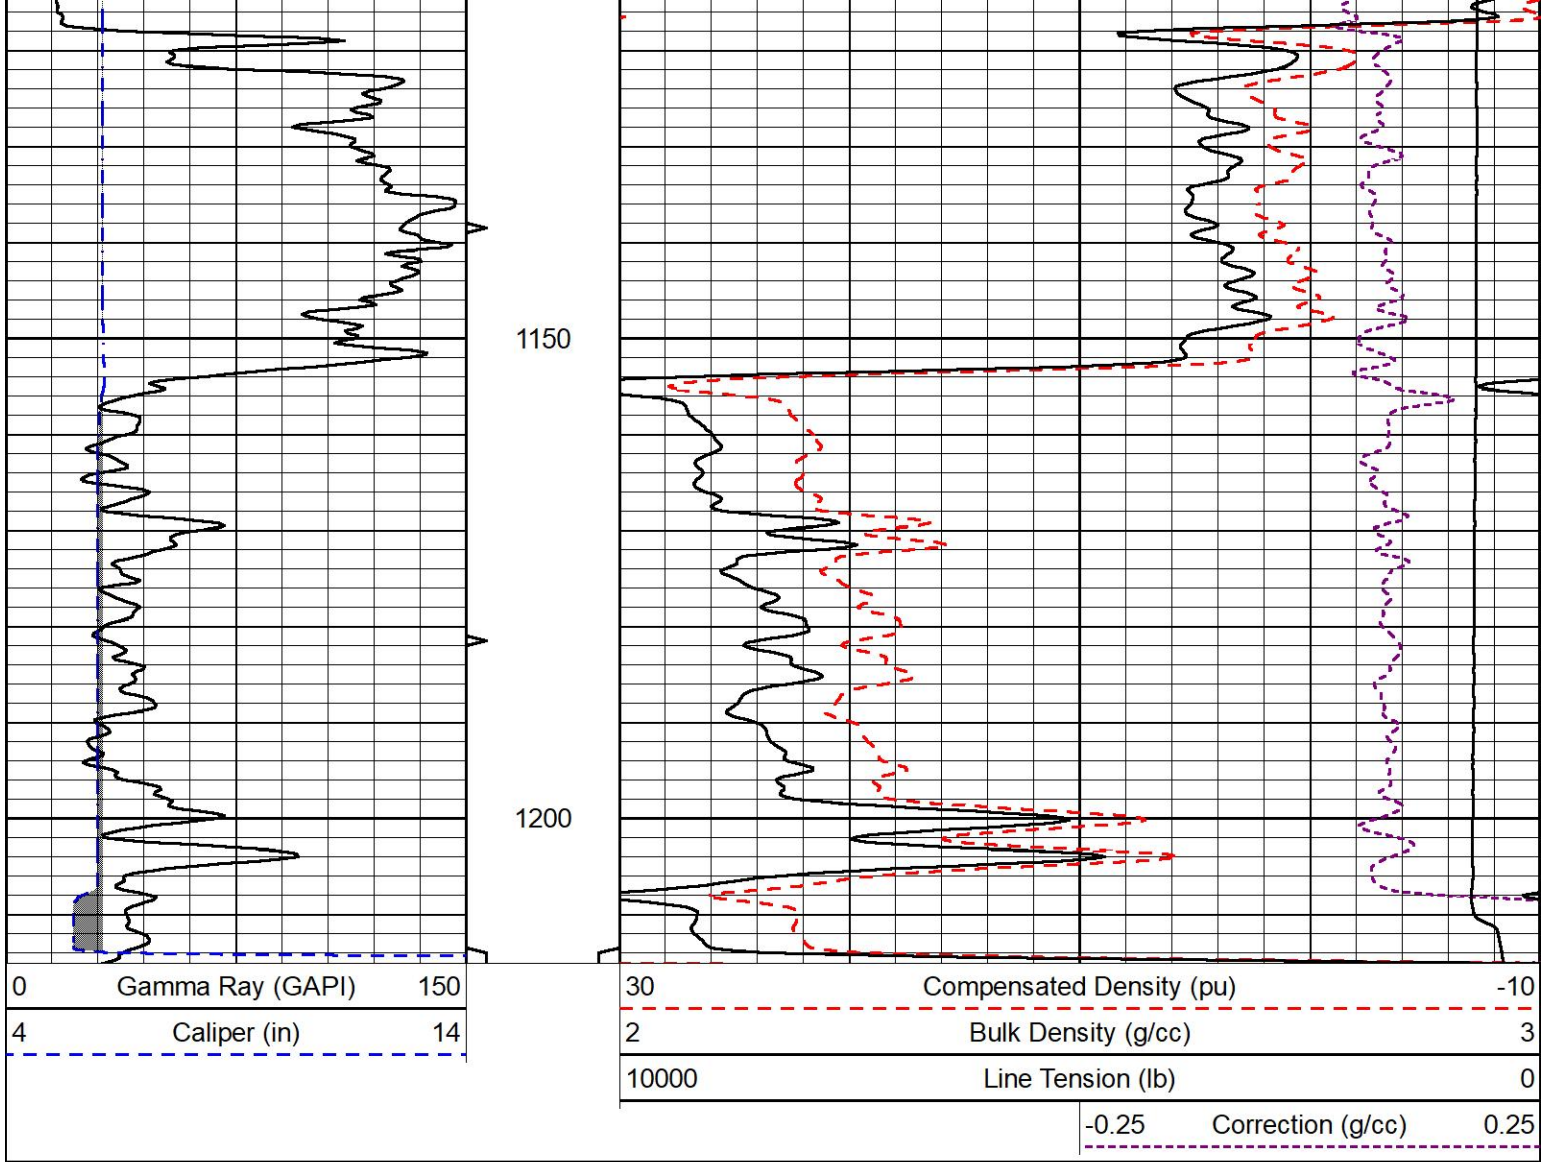 1150
1200
0 Gamma Ray (GAPI) 150
4 Caliper (in) 14
30 Compensated Density (pu) -10
2 Bulk Density (g/cc) 3
10000 Line Tension (lb) 0
-0.25 Correction (g/cc) 0.25